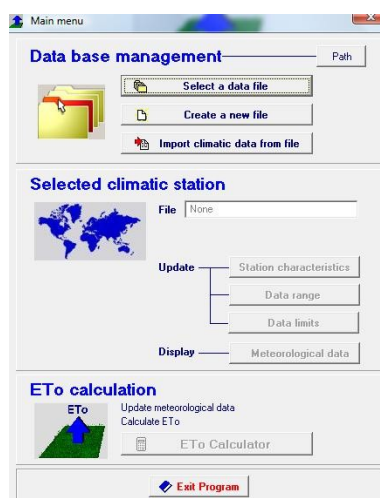 Main menu
Data base management
Path
Select a data file
Create a new file
Import climatic data from file
Selected climatic station
File None
Update
Station characteristics
Data range
Data limits
Display
Meteorological data
ETo calculation
ETo
Update meteorological data
Calculate ETo
ETo Calculator
Exit Program